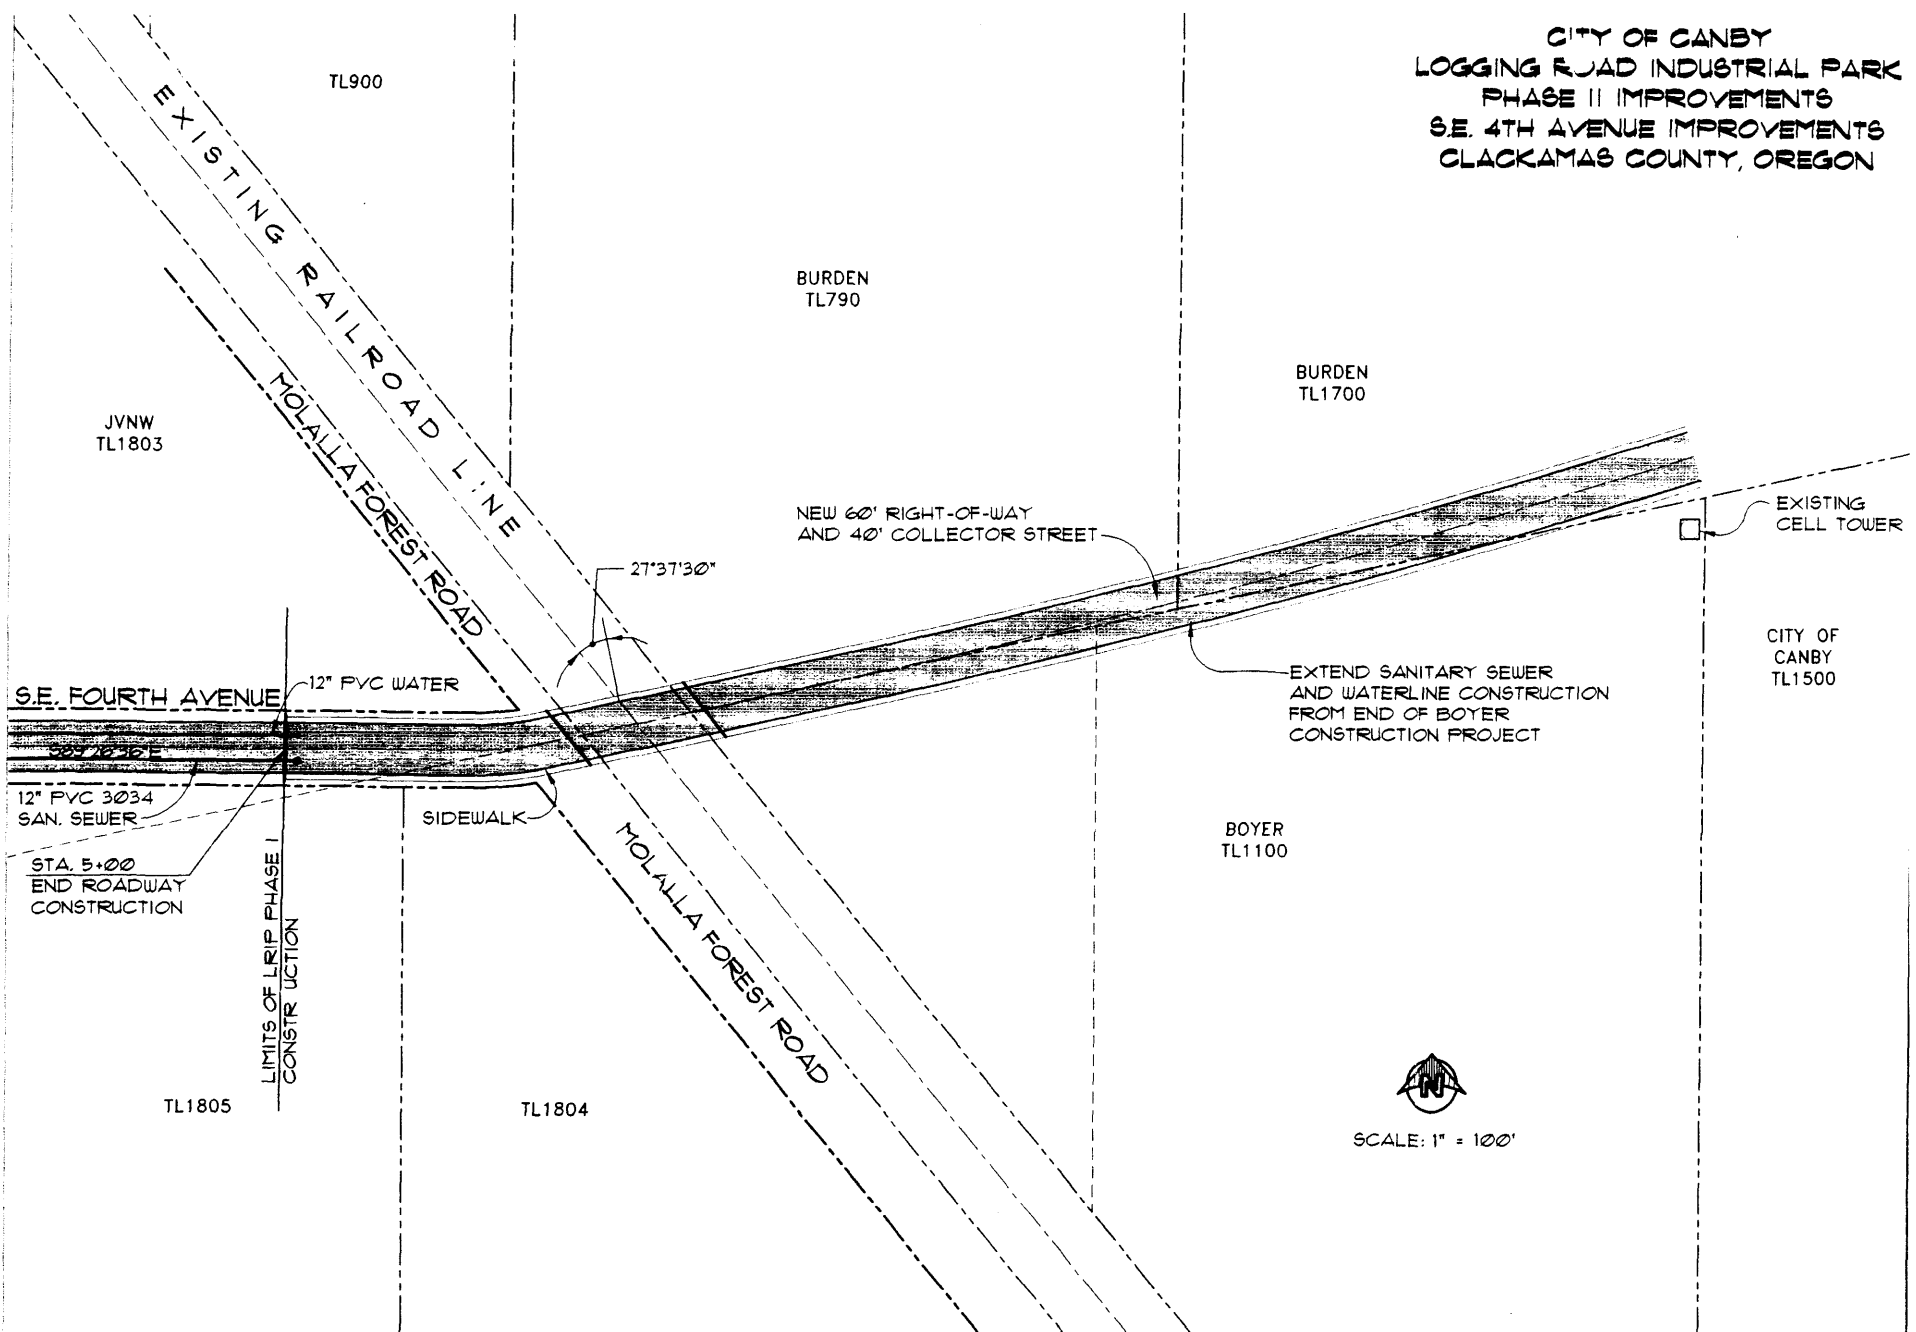 CITY OF CANBY
LOGGING ROAD INDUSTRIAL PARK
PHASE II IMPROVEMENTS
S.E. 4TH AVENUE IMPROVEMENTS
CLACKAMAS COUNTY, OREGON
TL900
EXISTING RAILROAD LINE
BURDEN
TL790
BURDEN
TL1700
JVNW
TL1803
MOLALLA FOREST ROAD
NEW 60' RIGHT-OF-WAY
AND 40' COLLECTOR STREET
EXISTING
CELL TOWER
27°37'30"
CITY OF
CANBY
TL1500
S.E. FOURTH AVENUE
12" PVC WATER
EXTEND SANITARY SEWER
AND WATERLINE CONSTRUCTION
FROM END OF BOYER
CONSTRUCTION PROJECT
12" PVC 3034
SAN. SEWER
SIDEWALK
STA. 5+00
END ROADWAY
CONSTRUCTION
LIMITS OF LRIP PHASE I
CONSTR UCTION
MOLALLA FOREST ROAD
BOYER
TL1100
TL1805
TL1804
N
SCALE: 1" = 100'